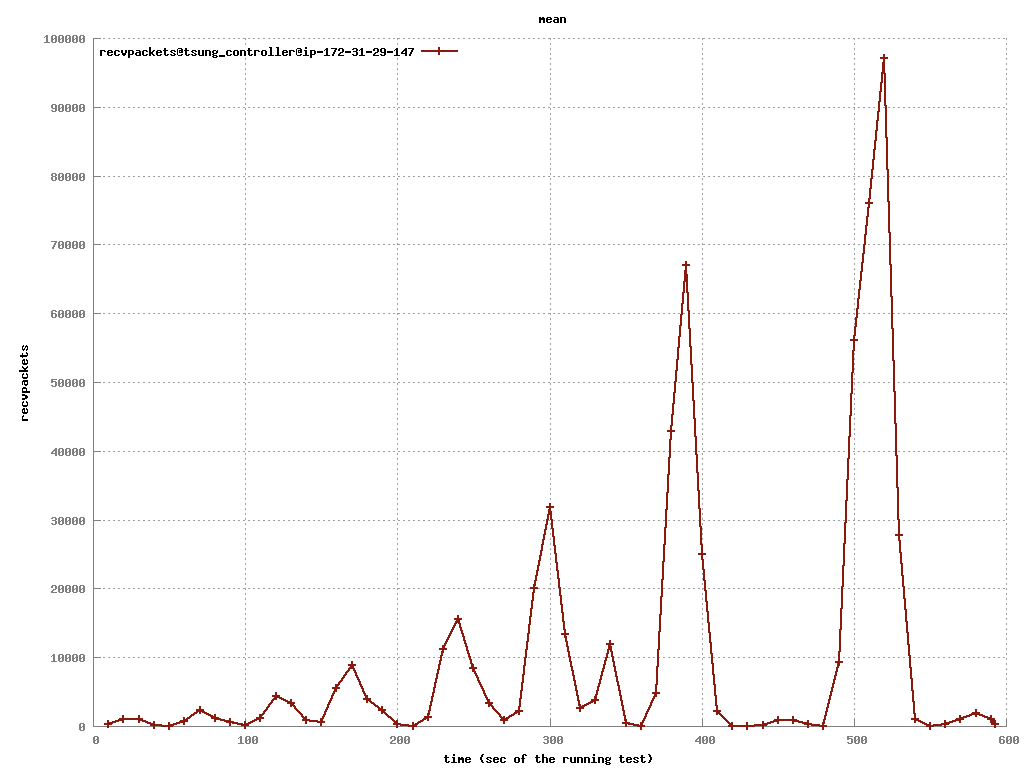 mean
recvpackets@tsung_controller@ip-172-31-29-147
100000
90000
80000
70000
60000
50000
40000
30000
20000
10000
0
recvpackets
0 100 200 300 400 500 600
time (sec of the running test)